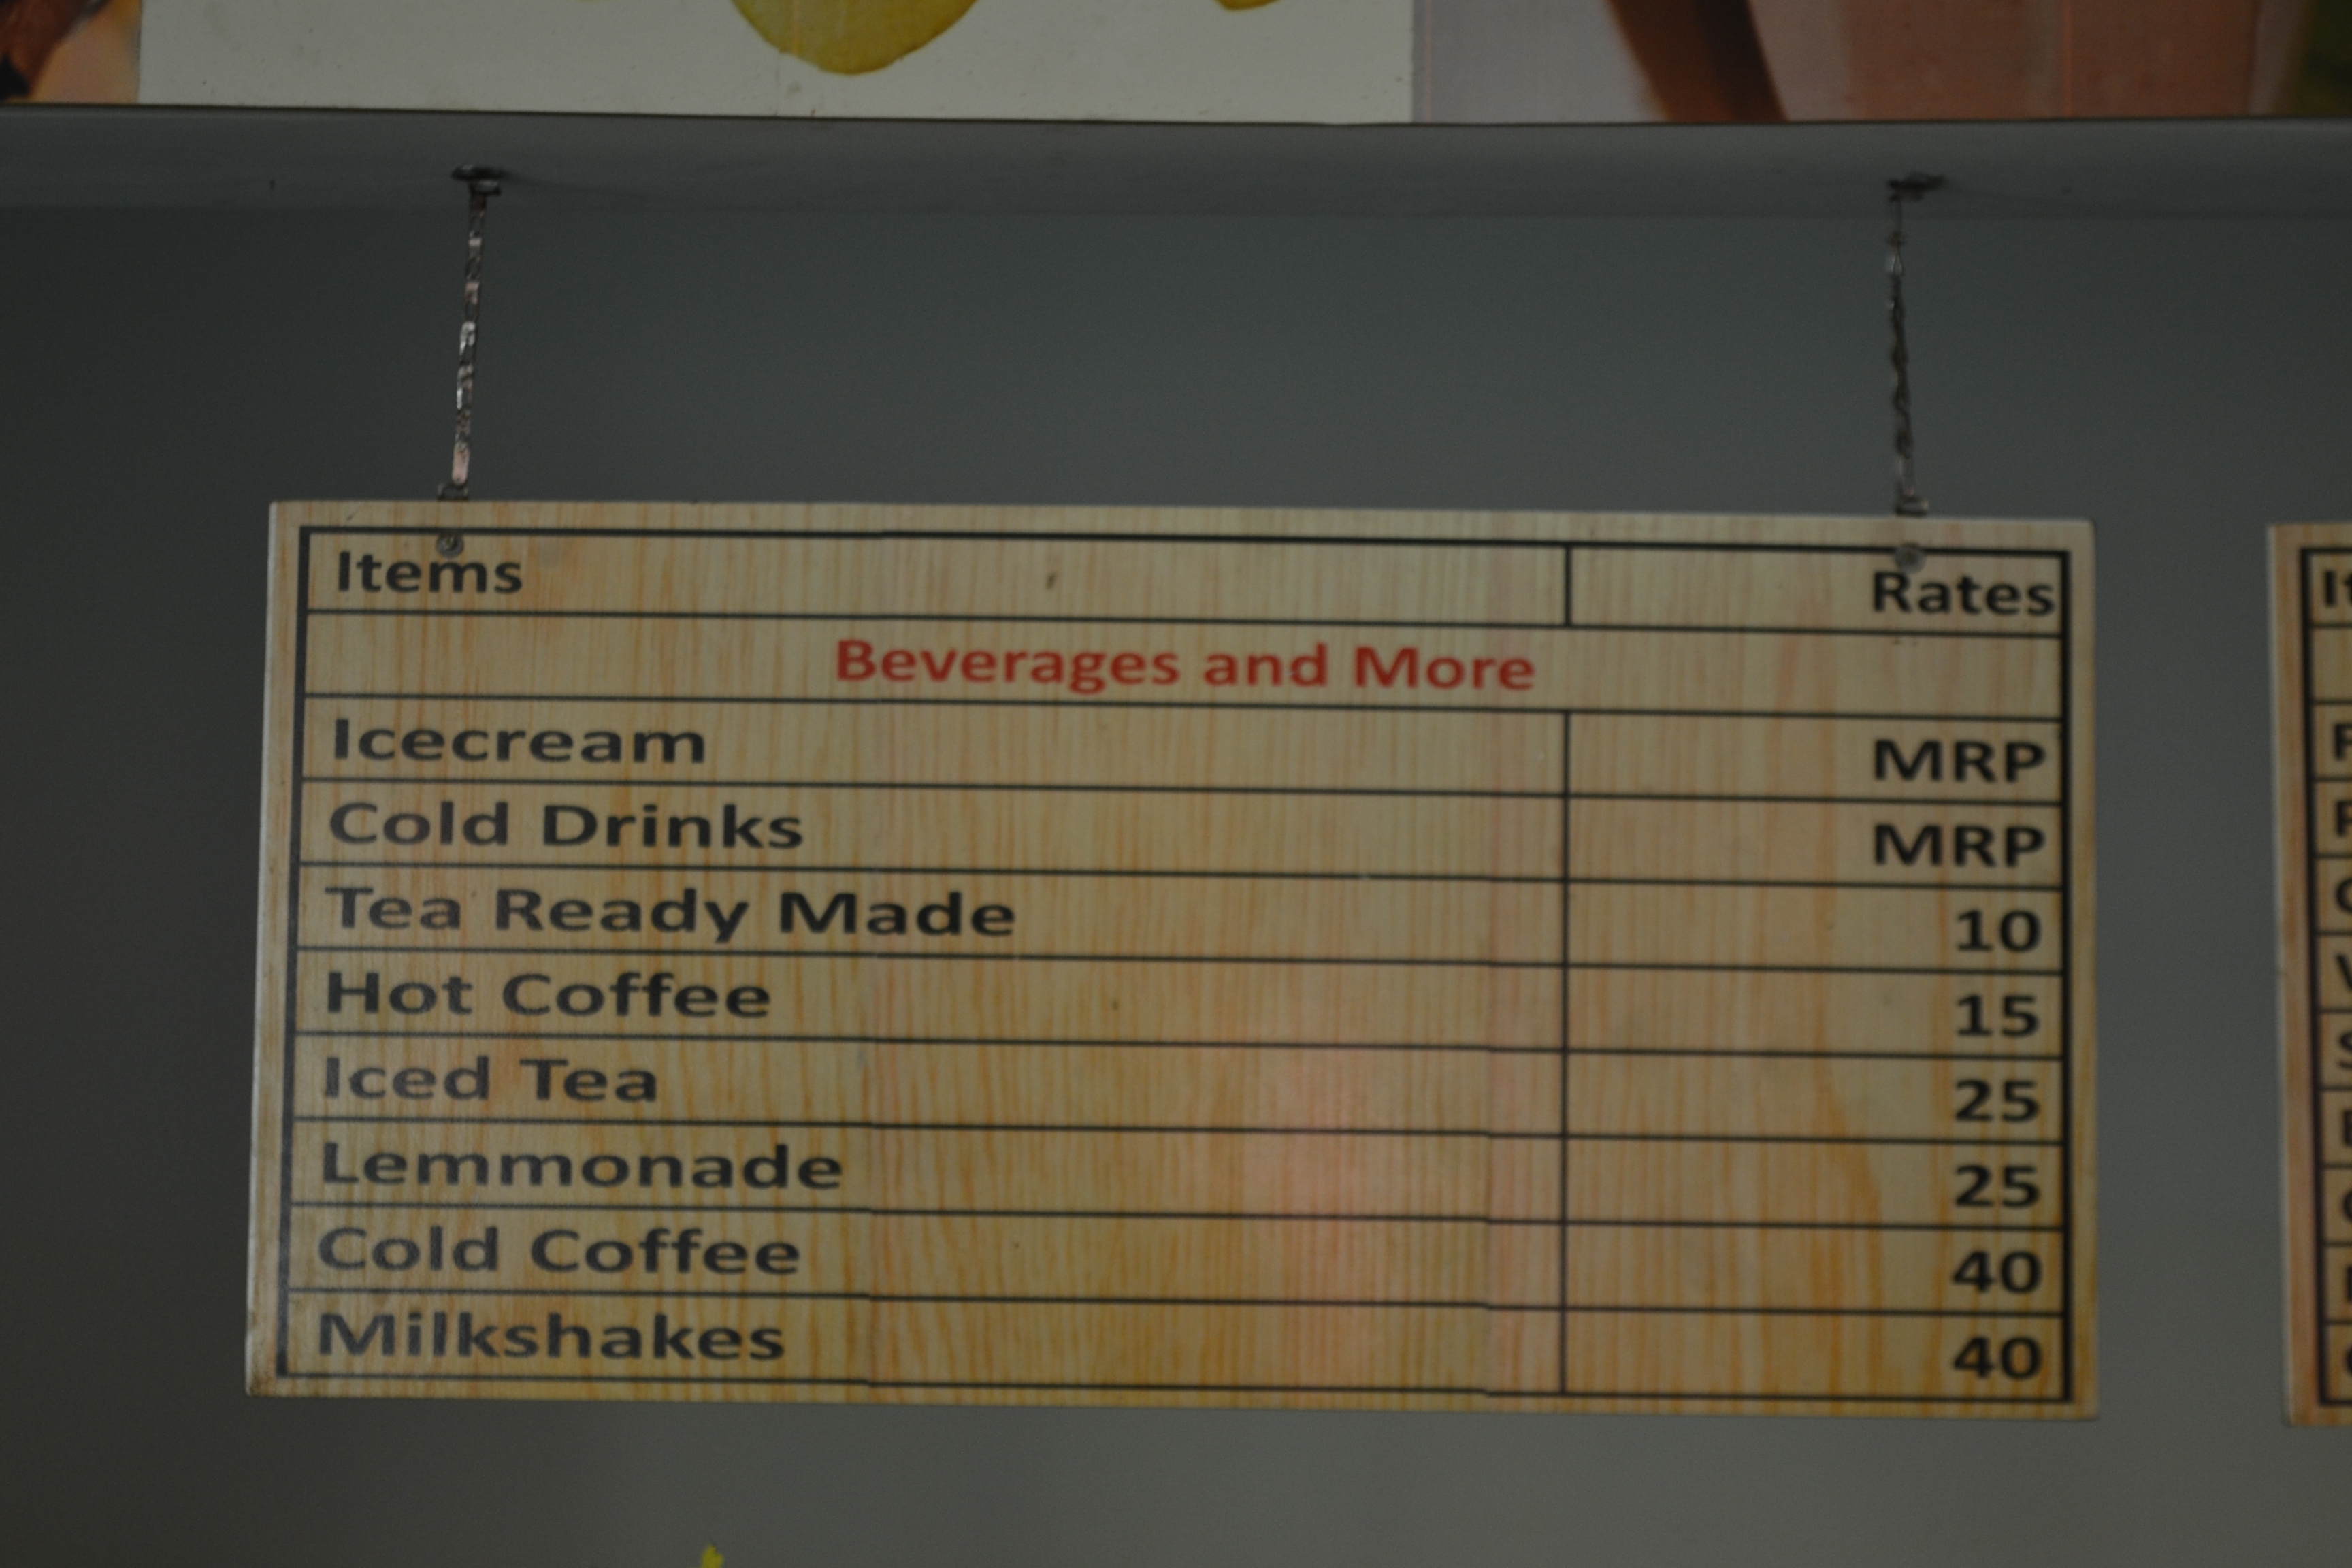 Items Rates
Beverages and More
Icecream MRP
Cold Drinks MRP
Tea Ready Made 10
Hot Coffee 15
Iced Tea 25
Lemmonade 25
Cold Coffee 40
Milkshakes 40